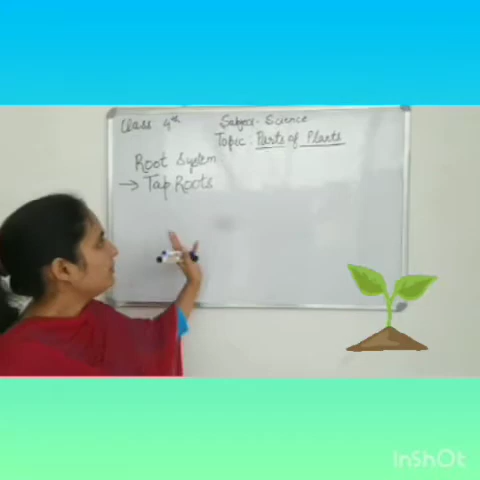 Class 4th
Subject - Science
Topic : Parts of Plants
Root System
→ Tap Roots
InShOt